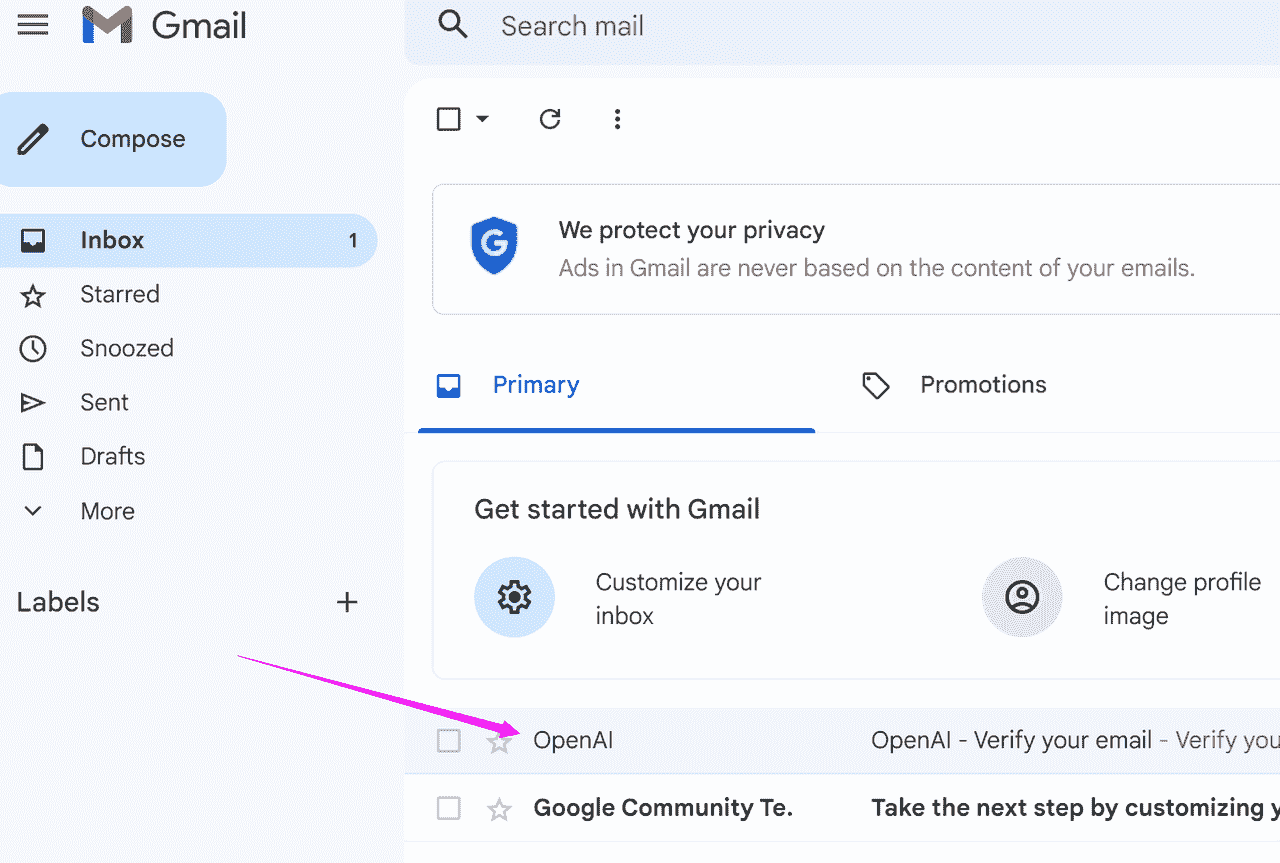 Gmail
Search mail
Compose
We protect your privacy
Inbox 1
Ads in Gmail are never based on the content of your emails.
Starred
Snoozed
Primary
Promotions
Sent
Drafts
More
Get started with Gmail
Customize your
inbox
Change profile
image
Labels
OpenAI
OpenAI - Verify your email - Verify you
Google Community Te.
Take the next step by customizing y